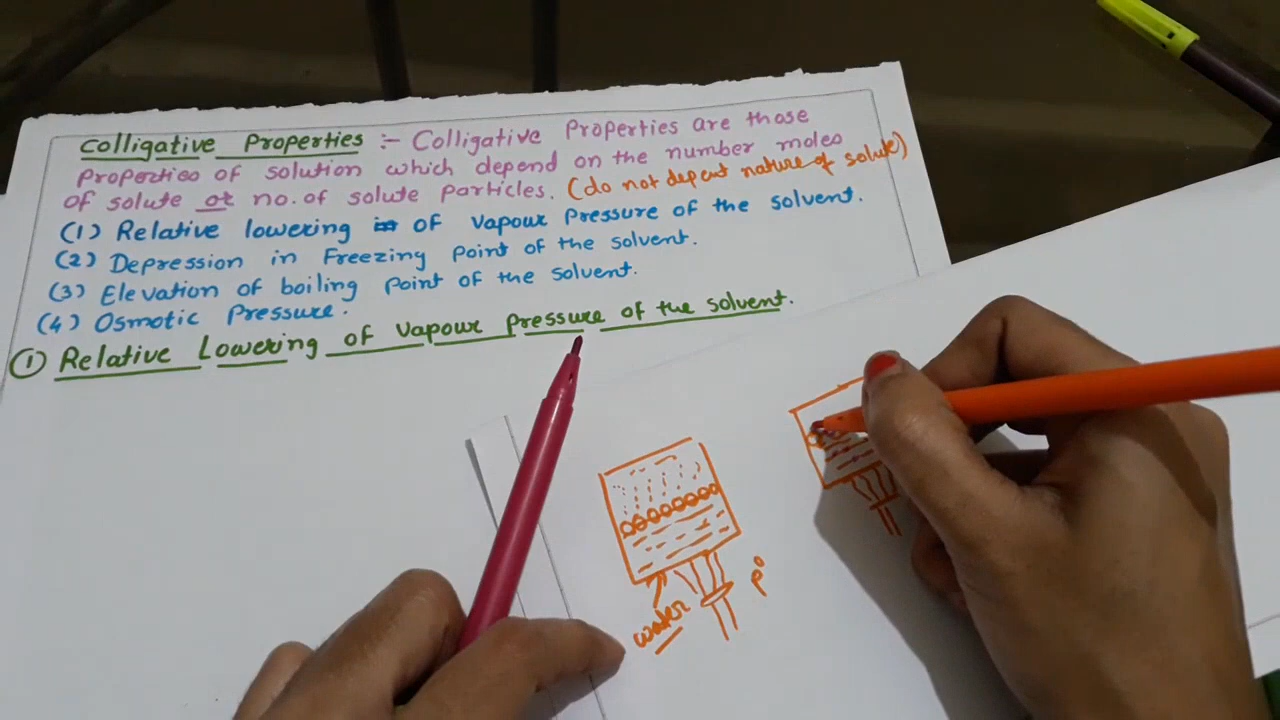 Colligative Properties :- Colligative Properties are those
Properties of solution which depend on the number moles
of solute or no. of solute particles. (do not depent nature of solute)
(1) Relative lowering in of Vapour Pressure of the solvent.
(2) Depression in Freezing Point of the solvent.
(3) Elevation of boiling Point of the solvent.
(4) Osmotic Pressure.
① Relative Lowering of Vapour Pressure of the solvent.
P°
water